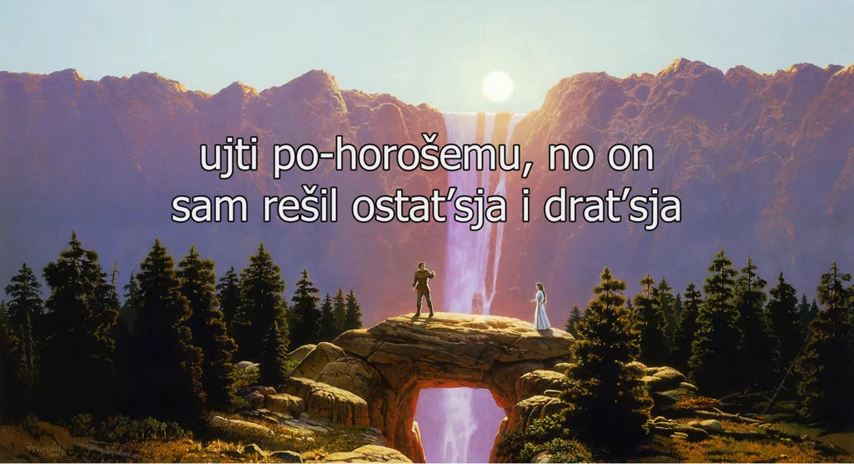 ujti po-horošemu, no on
sam rešil ostat’sja i drat’sja